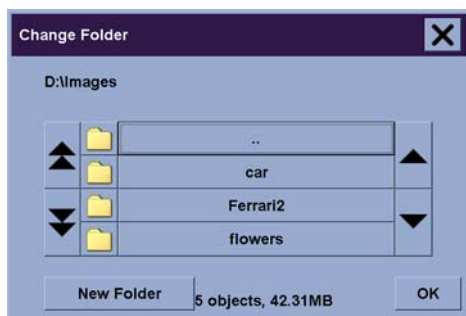 Change Folder
D:\Images
..
car
Ferrari2
flowers
New Folder
5 objects, 42.31MB
OK